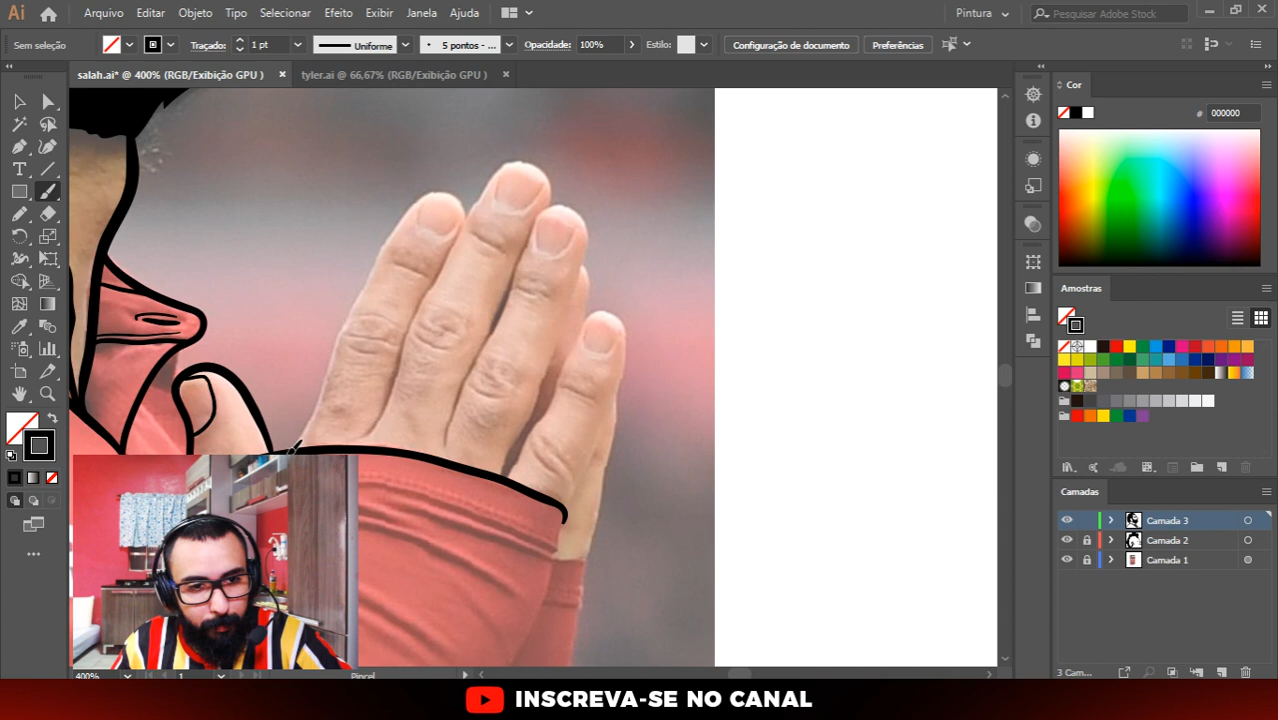 Ai Arquivo Editar Objeto Tipo Selecionar Efeito Exibir Janela Ajuda Pintura Pesquisar Adobe Stock
Sem seleção Traçado: 1 pt Uniforme 5 pontos - ... Opacidade: 100% Estilo: Configuração de documento Preferências
salah.ai* @ 400% (RGB/Exibição GPU ) tyler.ai @ 66,67% (RGB/Exibição GPU )
Cor
# 000000
Amostras
Camadas
Camada 3
Camada 2
Camada 1
400% 1 Pincel 3 Cam...
INSCREVA-SE NO CANAL